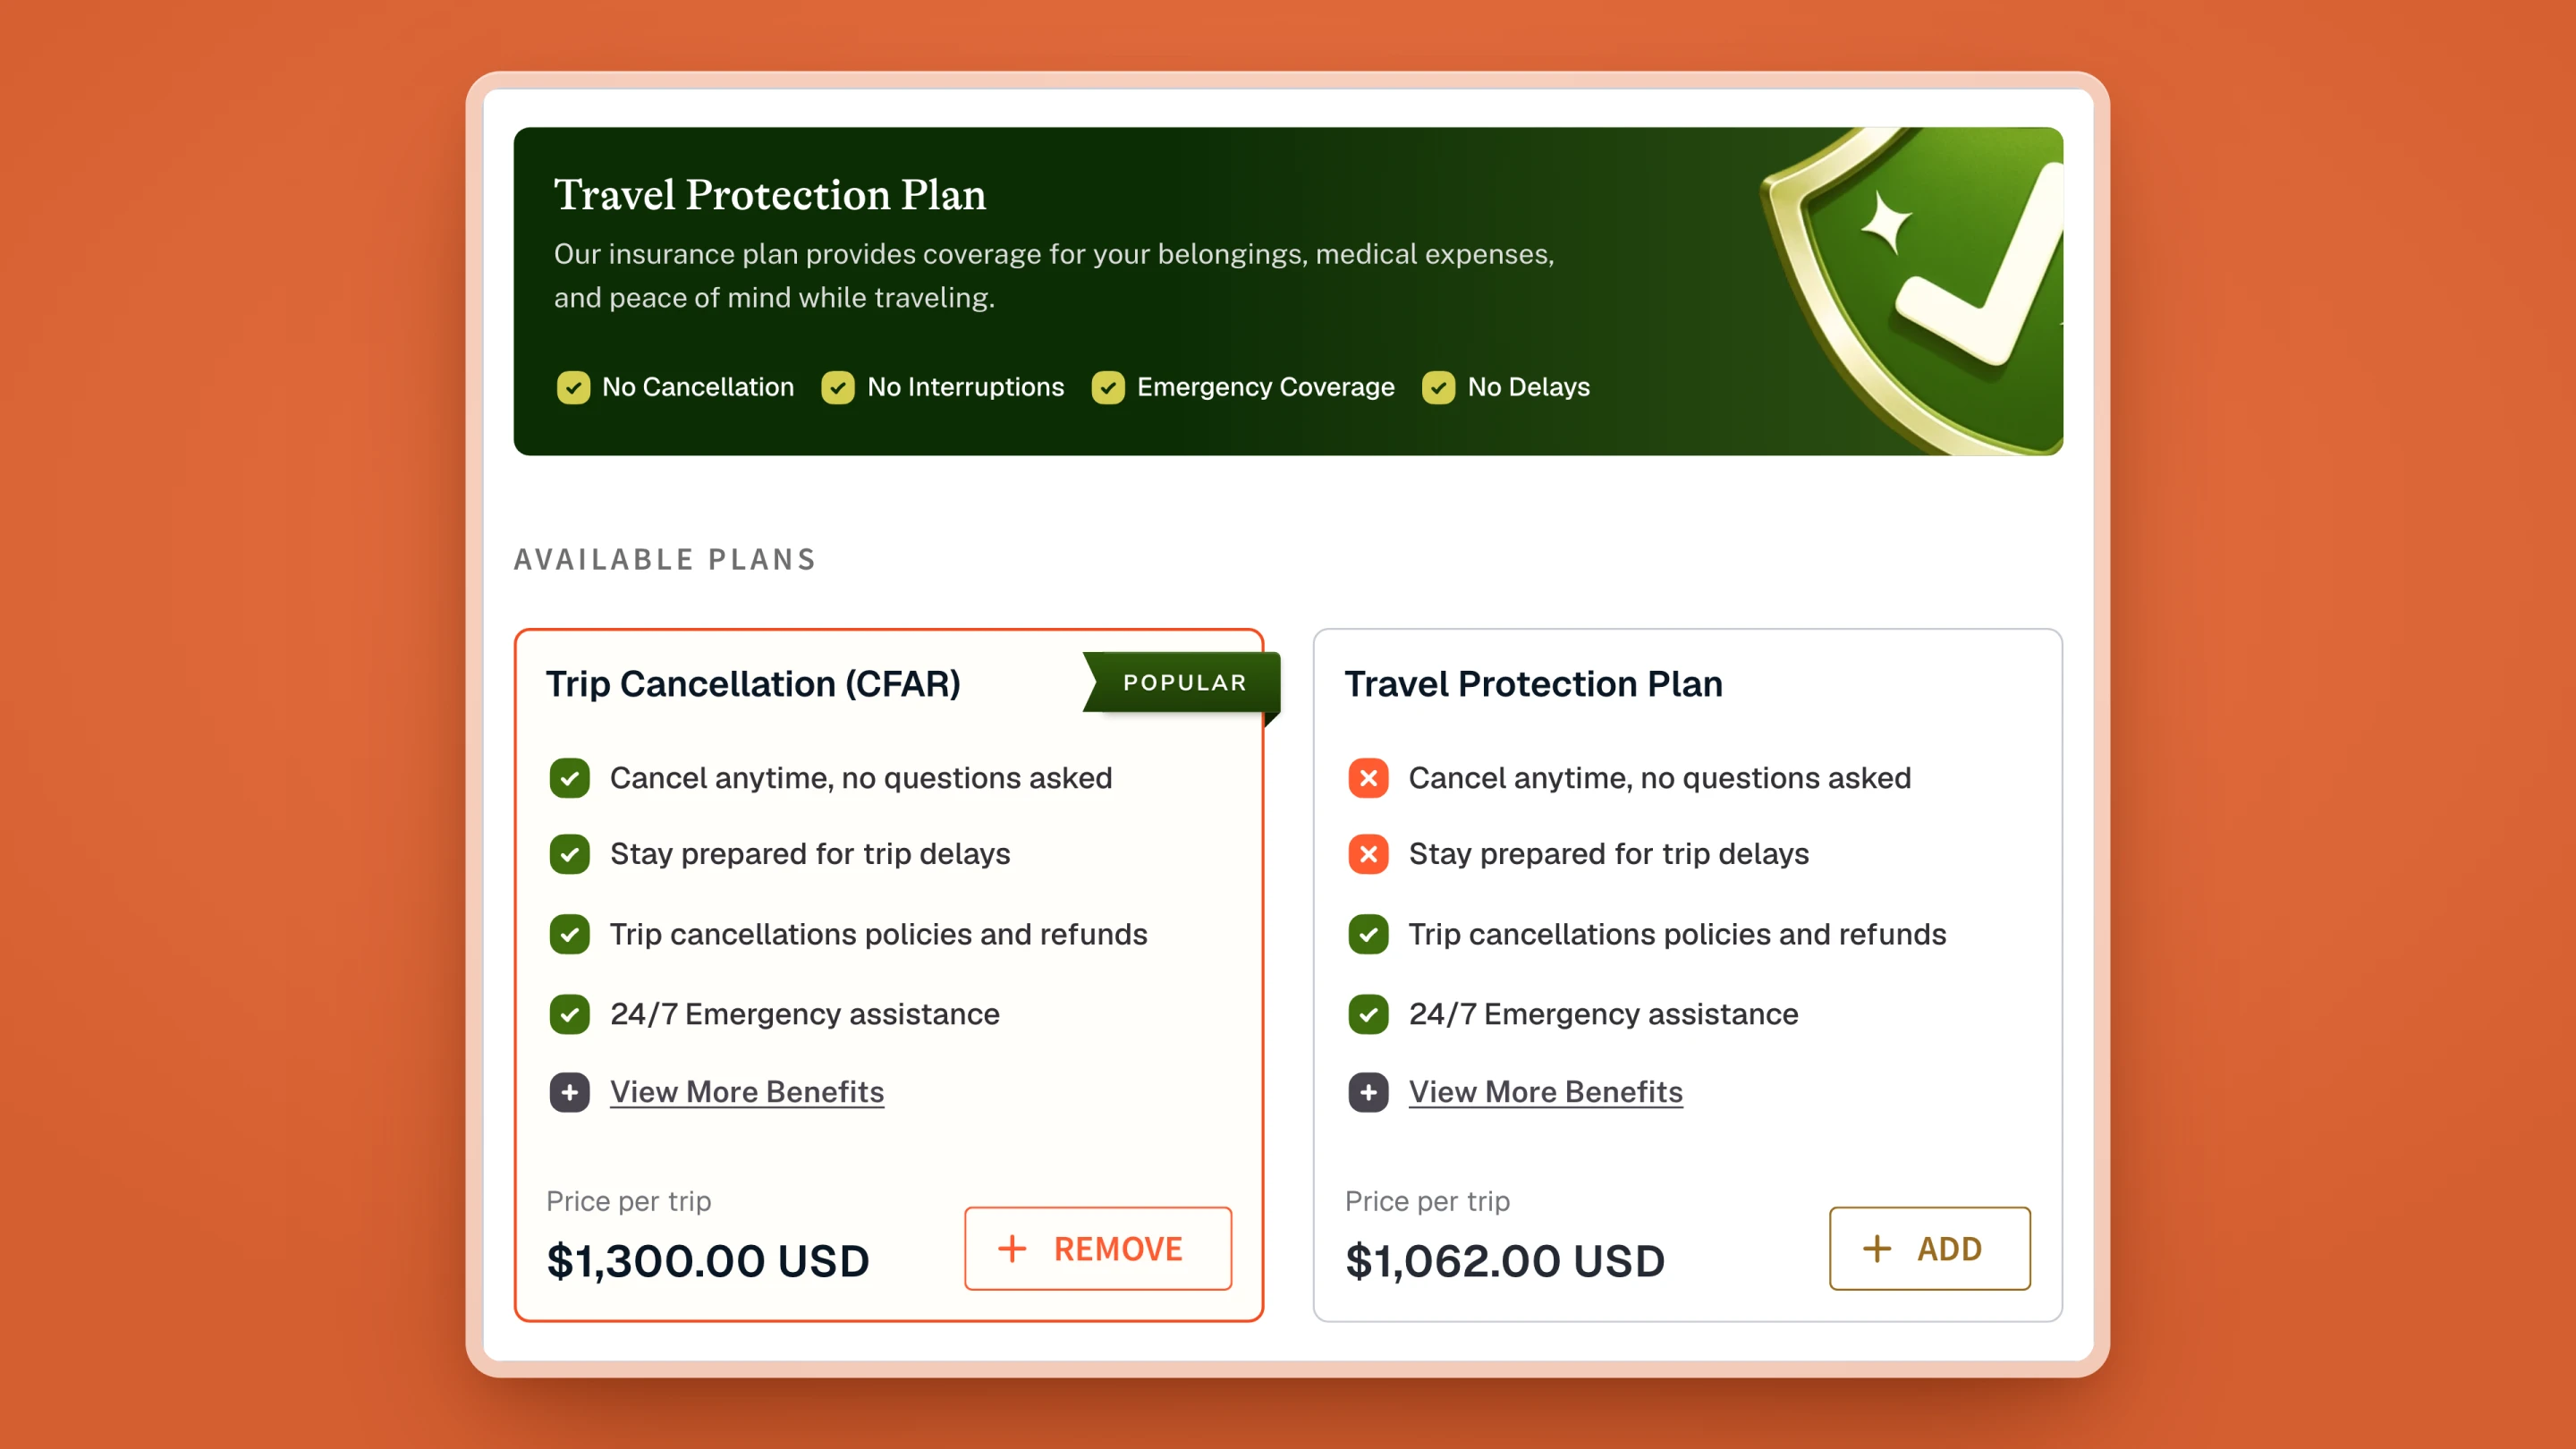 Travel Protection Plan
Our insurance plan provides coverage for your belongings, medical expenses,
and peace of mind while traveling.
No Cancellation No Interruptions Emergency Coverage No Delays
AVAILABLE PLANS
Trip Cancellation (CFAR)
POPULAR
Cancel anytime, no questions asked
Stay prepared for trip delays
Trip cancellations policies and refunds
24/7 Emergency assistance
View More Benefits
Price per trip
$1,300.00 USD
+ REMOVE
Travel Protection Plan
Cancel anytime, no questions asked
Stay prepared for trip delays
Trip cancellations policies and refunds
24/7 Emergency assistance
View More Benefits
Price per trip
$1,062.00 USD
+ ADD